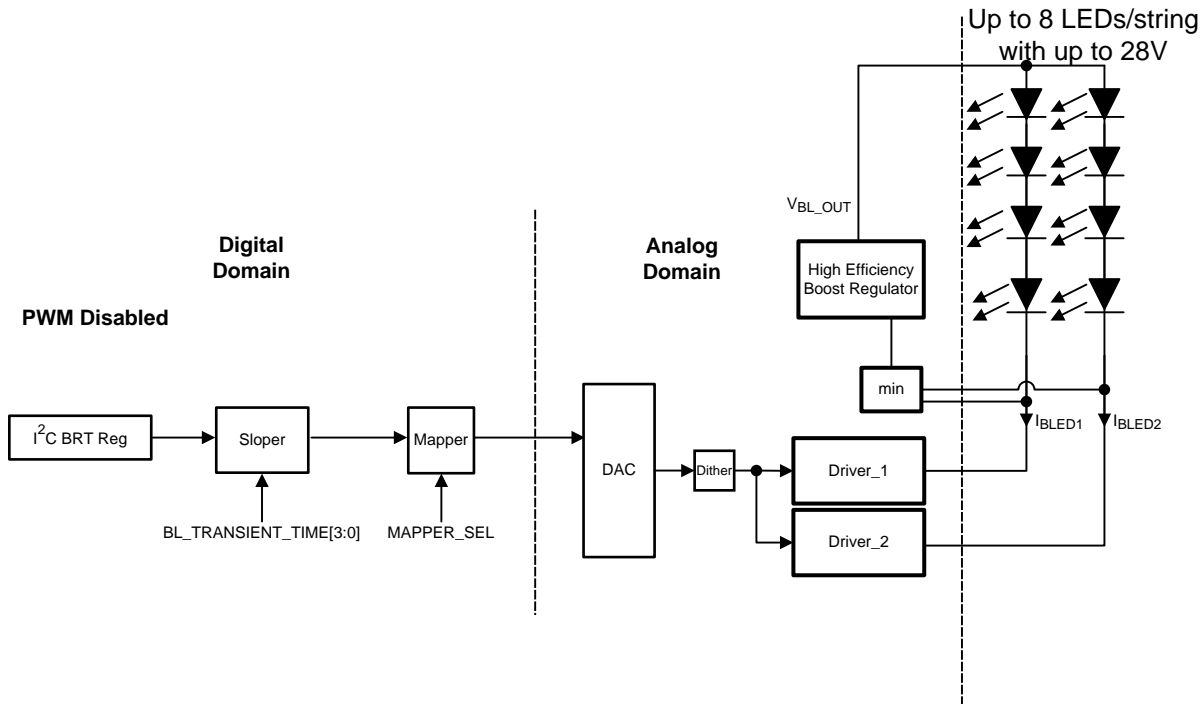 Up to 8 LEDs/string
with up to 28V
V_BL_OUT
Digital
Domain
Analog
Domain
High Efficiency
Boost Regulator
PWM Disabled
min
I²C BRT Reg
Sloper
Mapper
DAC
Dither
Driver_1
I_BLED1
I_BLED2
BL_TRANSIENT_TIME[3:0]
MAPPER_SEL
Driver_2